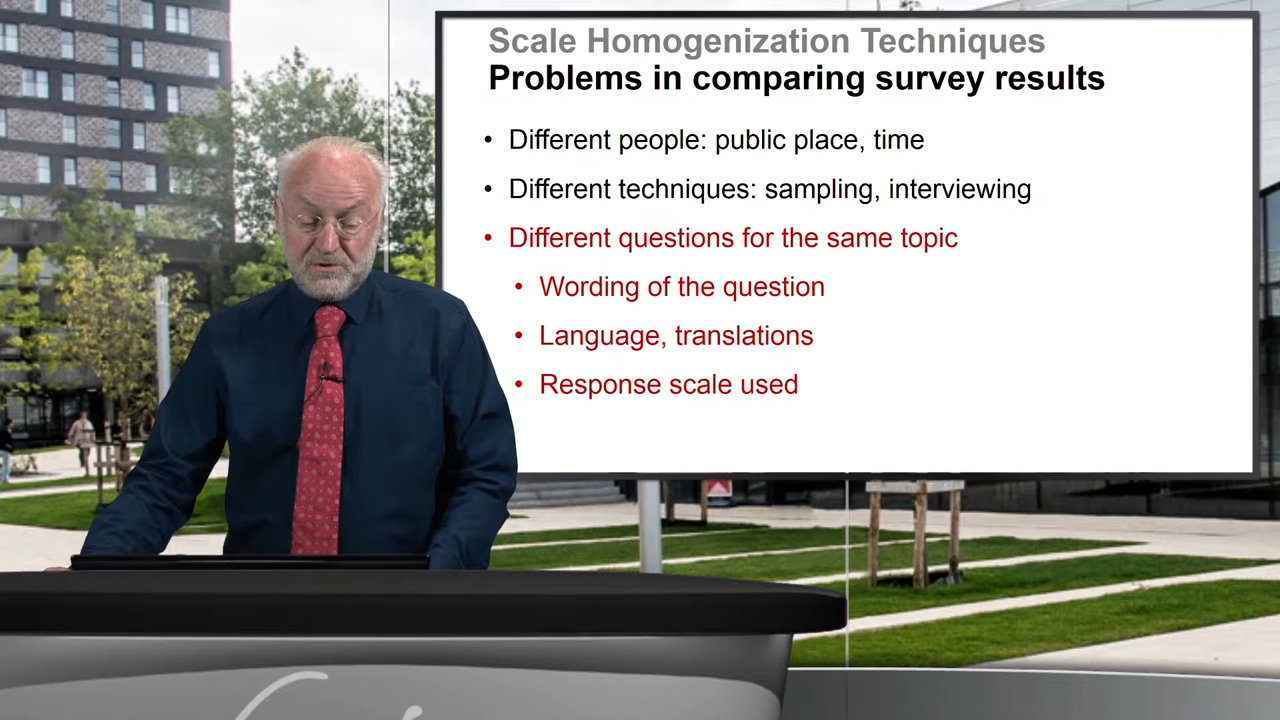 Scale Homogenization Techniques
Problems in comparing survey results
• Different people: public place, time
• Different techniques: sampling, interviewing
• Different questions for the same topic
• Wording of the question
• Language, translations
• Response scale used